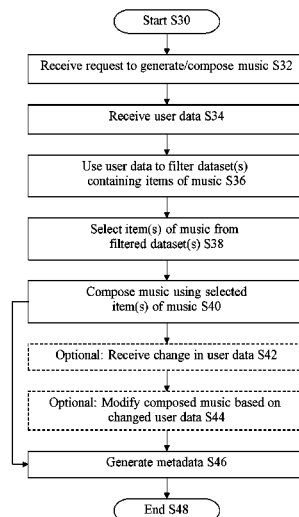 Start S30
Receive request to generate/compose music S32
Receive user data S34
Use user data to filter dataset(s)
containing items of music S36
Select item(s) of music from
filtered dataset(s) S38
Compose music using selected
item(s) of music S40
Optional: Receive change in user data S42
Optional: Modify composed music based on
changed user data S44
Generate metadata S46
End S48